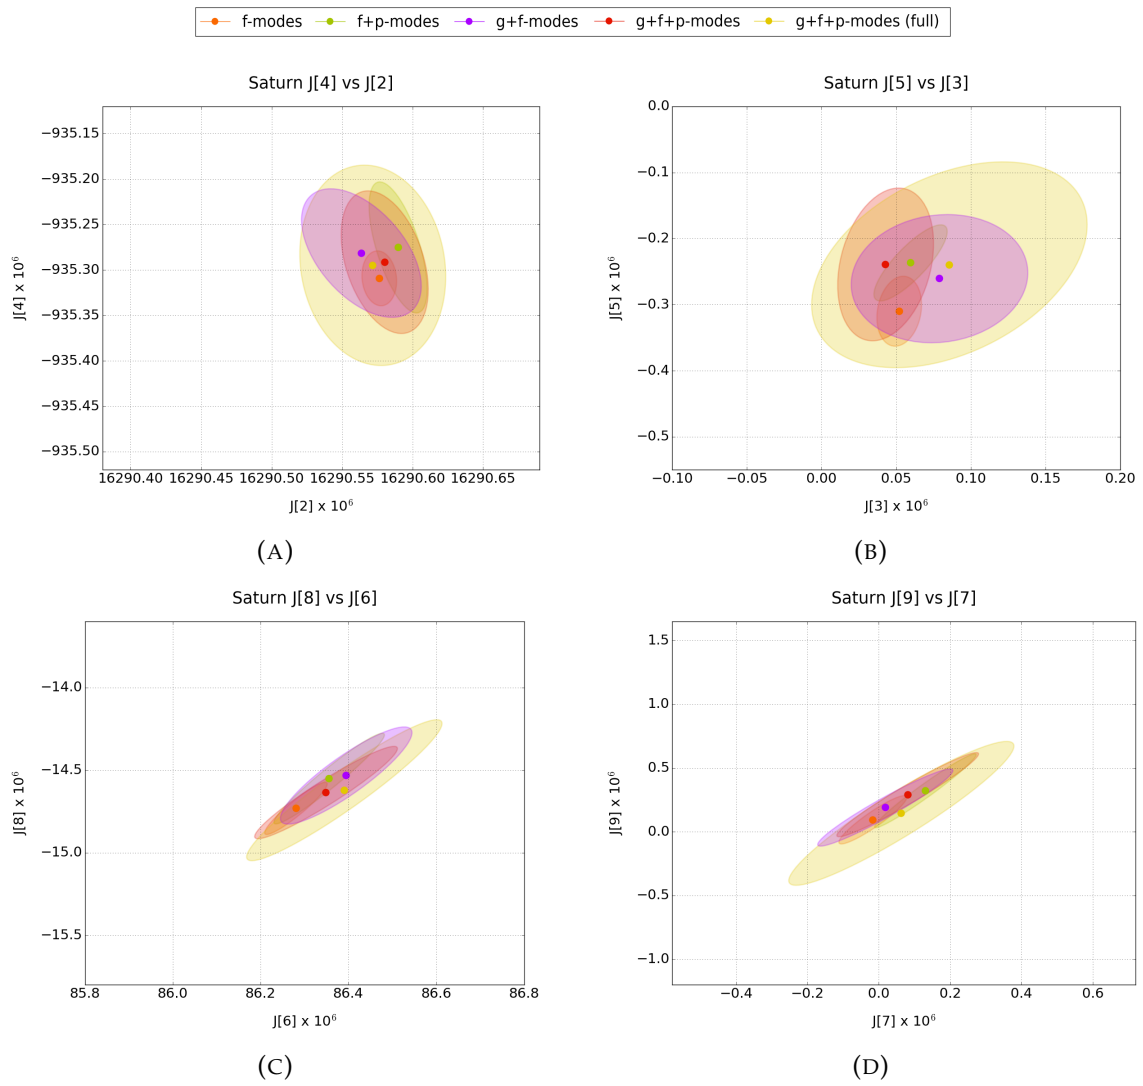 f-modes f+p-modes g+f-modes g+f+p-modes g+f+p-modes (full)
Saturn J[4] vs J[2]
−935.15
−935.20
−935.25
−935.30
−935.35
−935.40
−935.45
−935.50
J[4] x 10⁶
16290.40 16290.45 16290.50 16290.55 16290.60 16290.65
J[2] x 10⁶
(A)
Saturn J[5] vs J[3]
0.0
−0.1
−0.2
−0.3
−0.4
−0.5
J[5] x 10⁶
−0.10 −0.05 0.00 0.05 0.10 0.15 0.20
J[3] x 10⁶
(B)
Saturn J[8] vs J[6]
−14.0
−14.5
−15.0
−15.5
J[8] x 10⁶
85.8 86.0 86.2 86.4 86.6 86.8
J[6] x 10⁶
(C)
Saturn J[9] vs J[7]
1.5
1.0
0.5
0.0
−0.5
−1.0
J[9] x 10⁶
−0.4 −0.2 0.0 0.2 0.4 0.6
J[7] x 10⁶
(D)